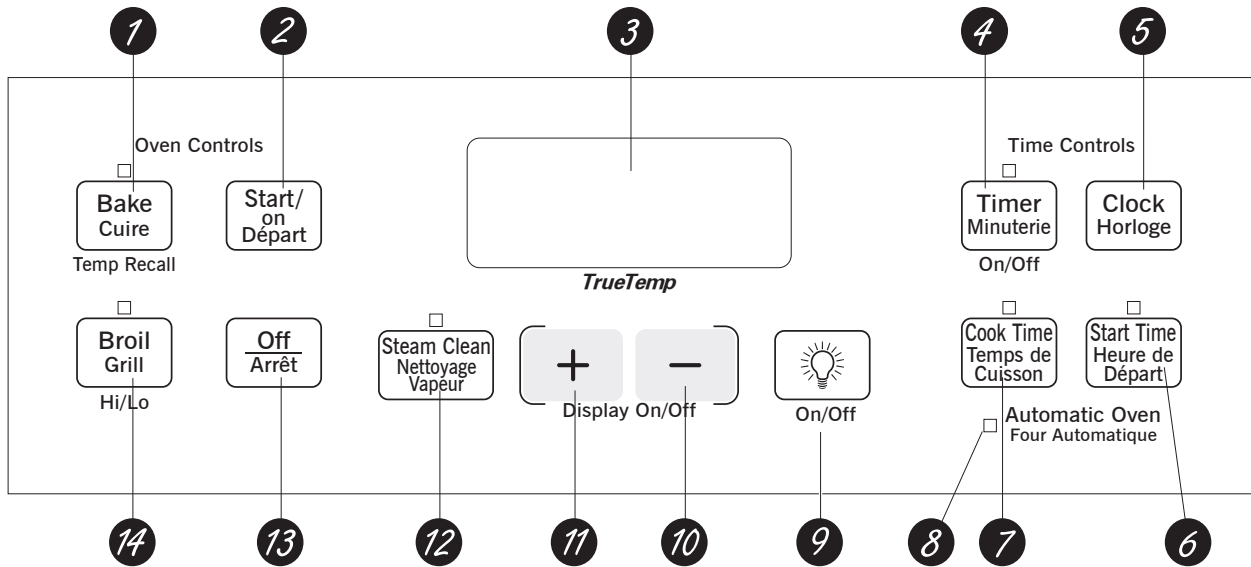 1 2 3 4 5
Oven Controls
Time Controls
Bake
Cuire
Temp Recall
Start/
on
Départ
TrueTemp
Timer
Minuterie
On/Off
Clock
Horloge
Broil
Grill
Hi/Lo
Off
Arrêt
Steam Clean
Nettoyage
Vapeur
+ −
Display On/Off
On/Off
Cook Time
Temps de
Cuisson
Start Time
Heure de
Départ
Automatic Oven
Four Automatique
14 13 12 11 10 9 8 7 6